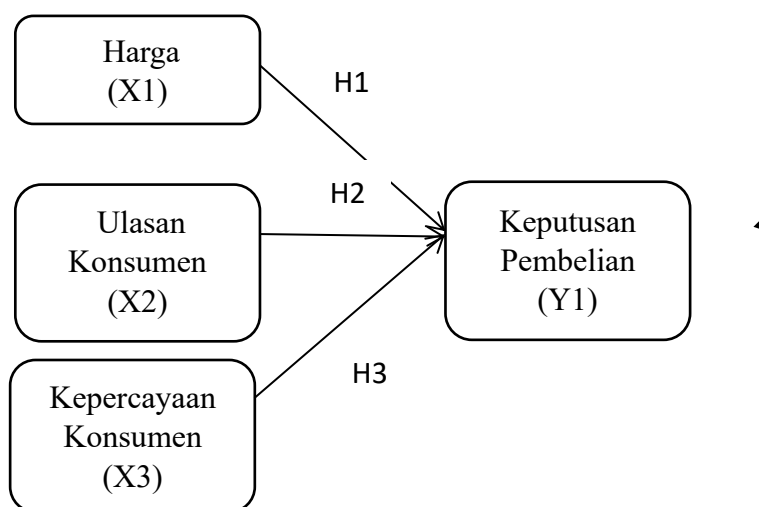 Harga
(X1)
H1
Ulasan
Konsumen
(X2)
H2
Keputusan
Pembelian
(Y1)
Kepercayaan
Konsumen
(X3)
H3